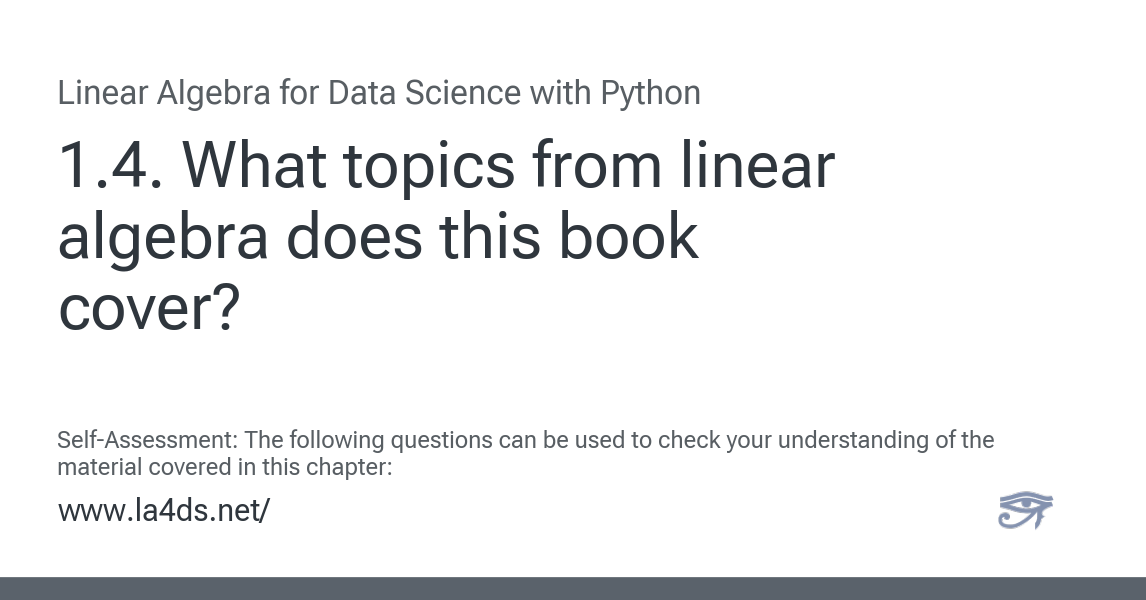 Linear Algebra for Data Science with Python
1.4. What topics from linear
algebra does this book
cover?
Self-Assessment: The following questions can be used to check your understanding of the
material covered in this chapter:
www.la4ds.net/